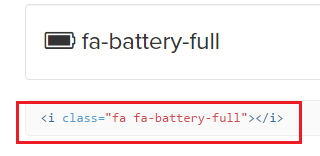 fa-battery-full
<i class="fa fa-battery-full"></i>